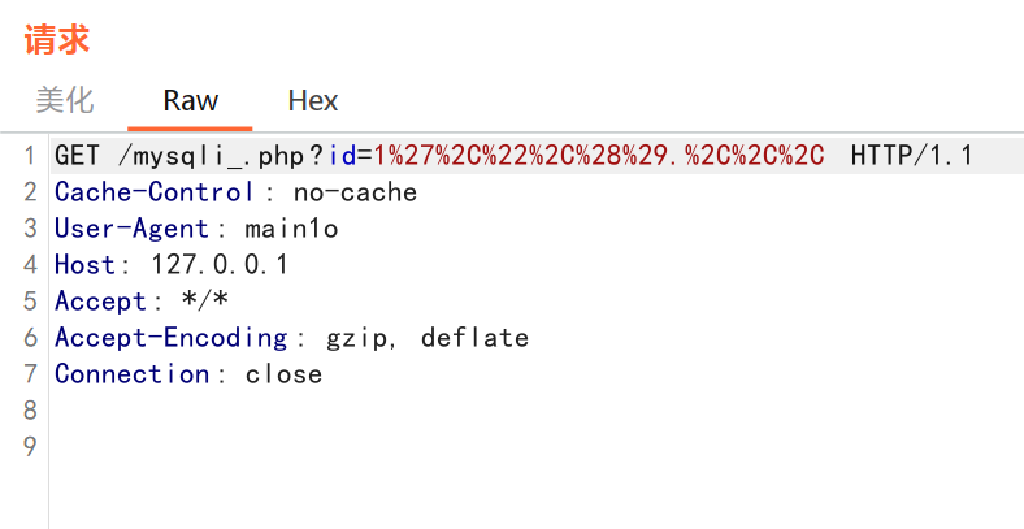 请求
美化 Raw Hex
1 GET /mysqli_.php?id=1%27%2C%22%2C%28%29.%2C%2C%2C HTTP/1.1
2 Cache-Control: no-cache
3 User-Agent: main1o
4 Host: 127.0.0.1
5 Accept: */*
6 Accept-Encoding: gzip, deflate
7 Connection: close
8
9